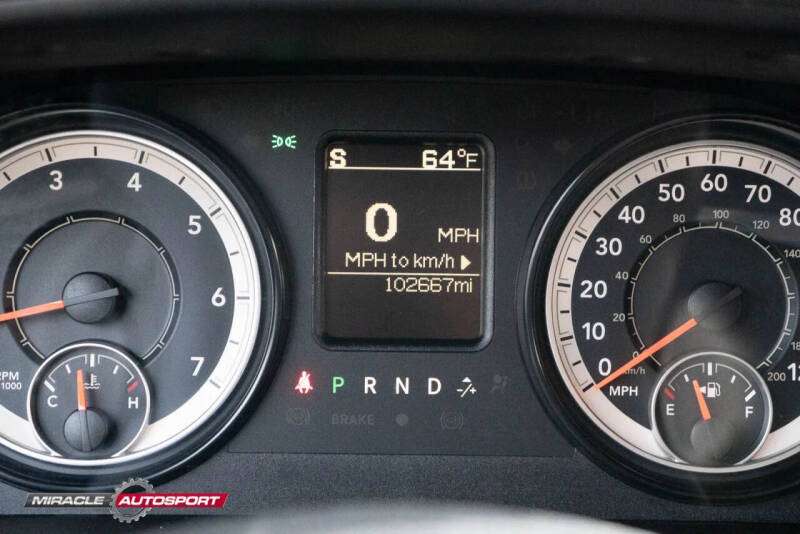 S 64°F
0 MPH
MPH to km/h
102667mi
3 4 5 6 7
RPM
x1000
C H
P R N D
BRAKE
0 10 20 30 40 50 60 70 80
20 40 60 80 100 120 140
200
km/h
MPH
E F
MIRACLE AUTOSPORT